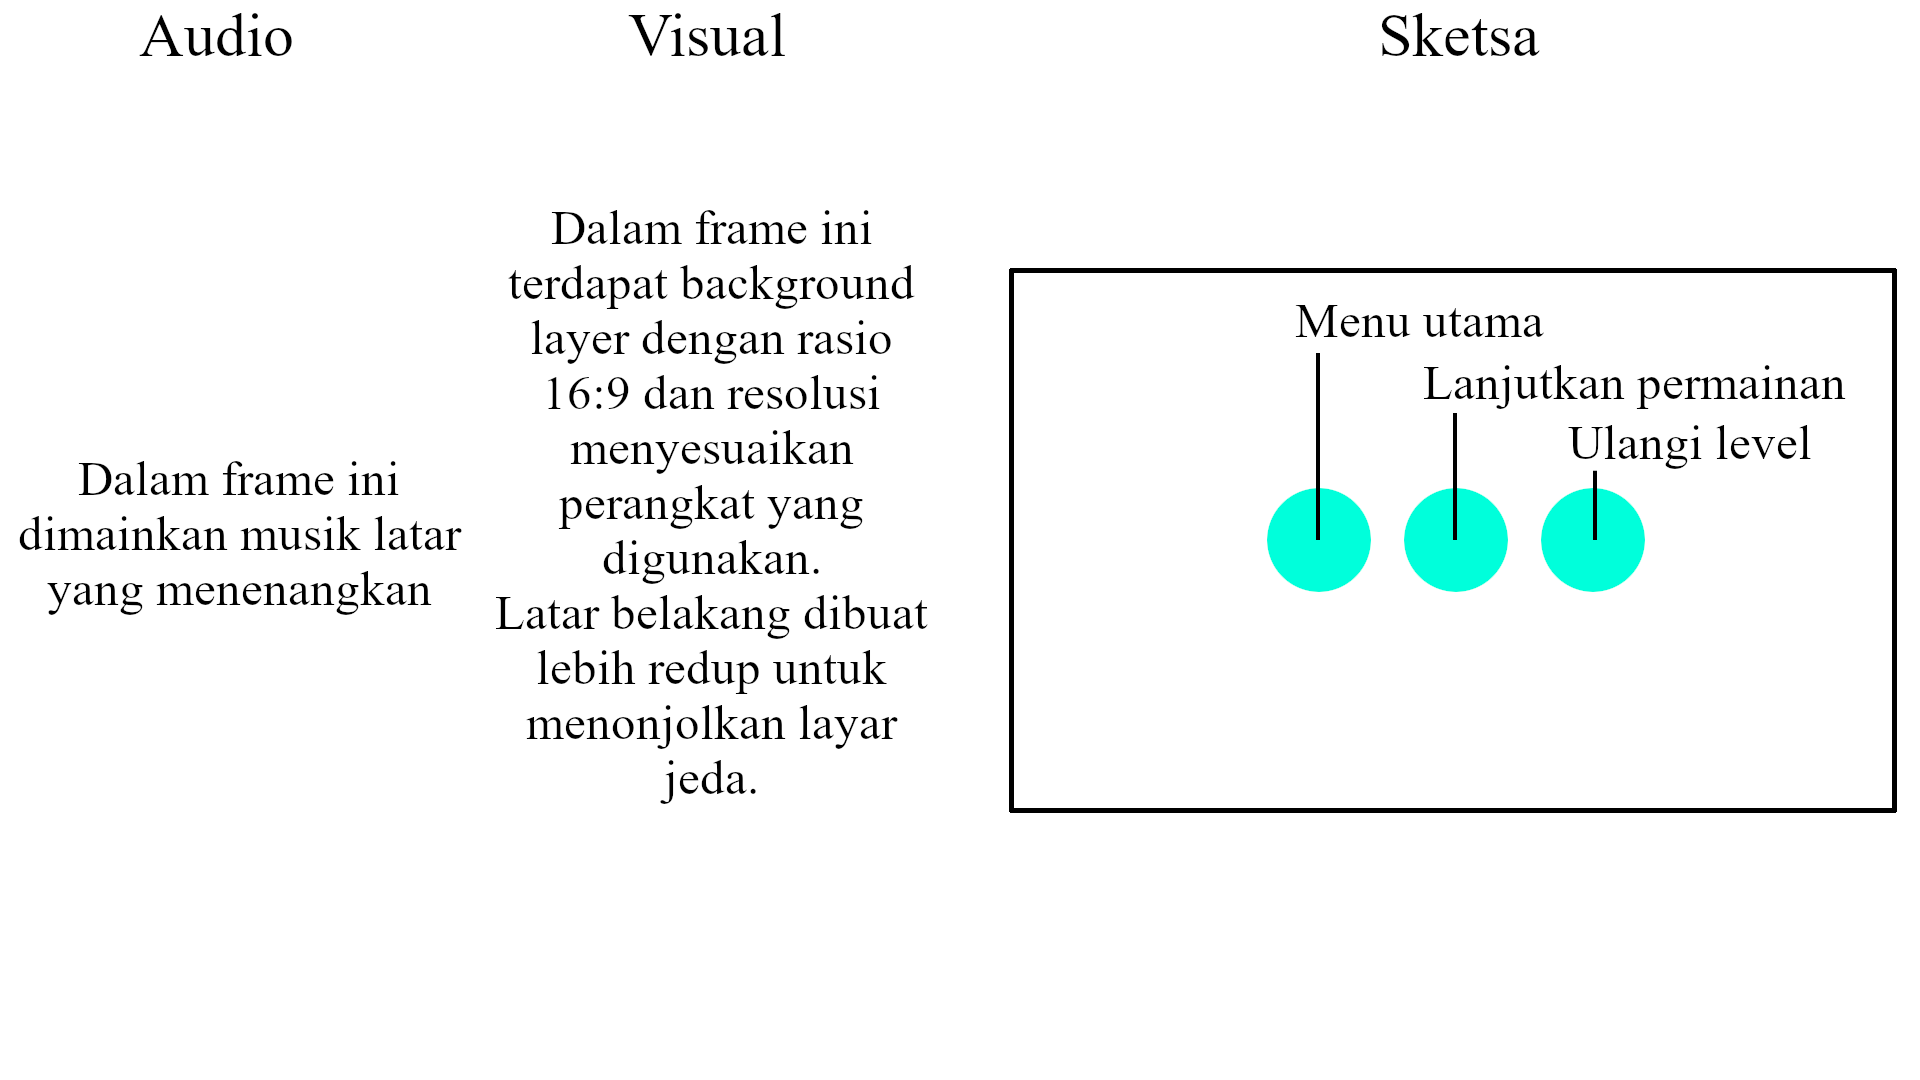 Audio
Visual
Sketsa
Dalam frame ini
dimainkan musik latar
yang menenangkan
Dalam frame ini
terdapat background
layer dengan rasio
16:9 dan resolusi
menyesuaikan
perangkat yang
digunakan.
Latar belakang dibuat
lebih redup untuk
menonjolkan layar
jeda.
Menu utama
Lanjutkan permainan
Ulangi level